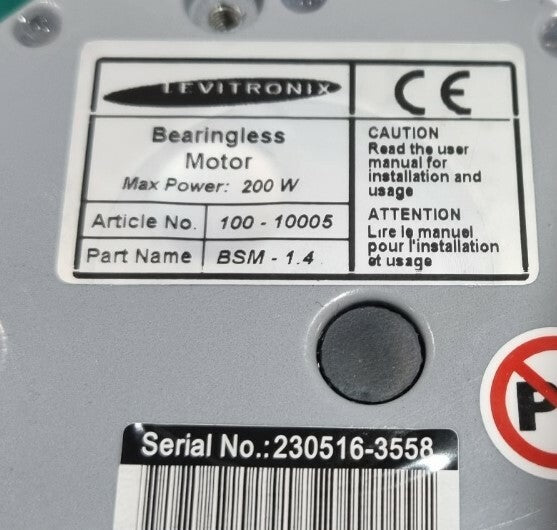 LEVITRONIX
CE
Bearingless
Motor
Max Power: 200 W
Article No. 100 - 10005
Part Name BSM - 1.4
CAUTION
Read the user
manual for
installation and
usage
ATTENTION
Lire le manuel
pour l'installation
et usage
P
Serial No.:230516-3558